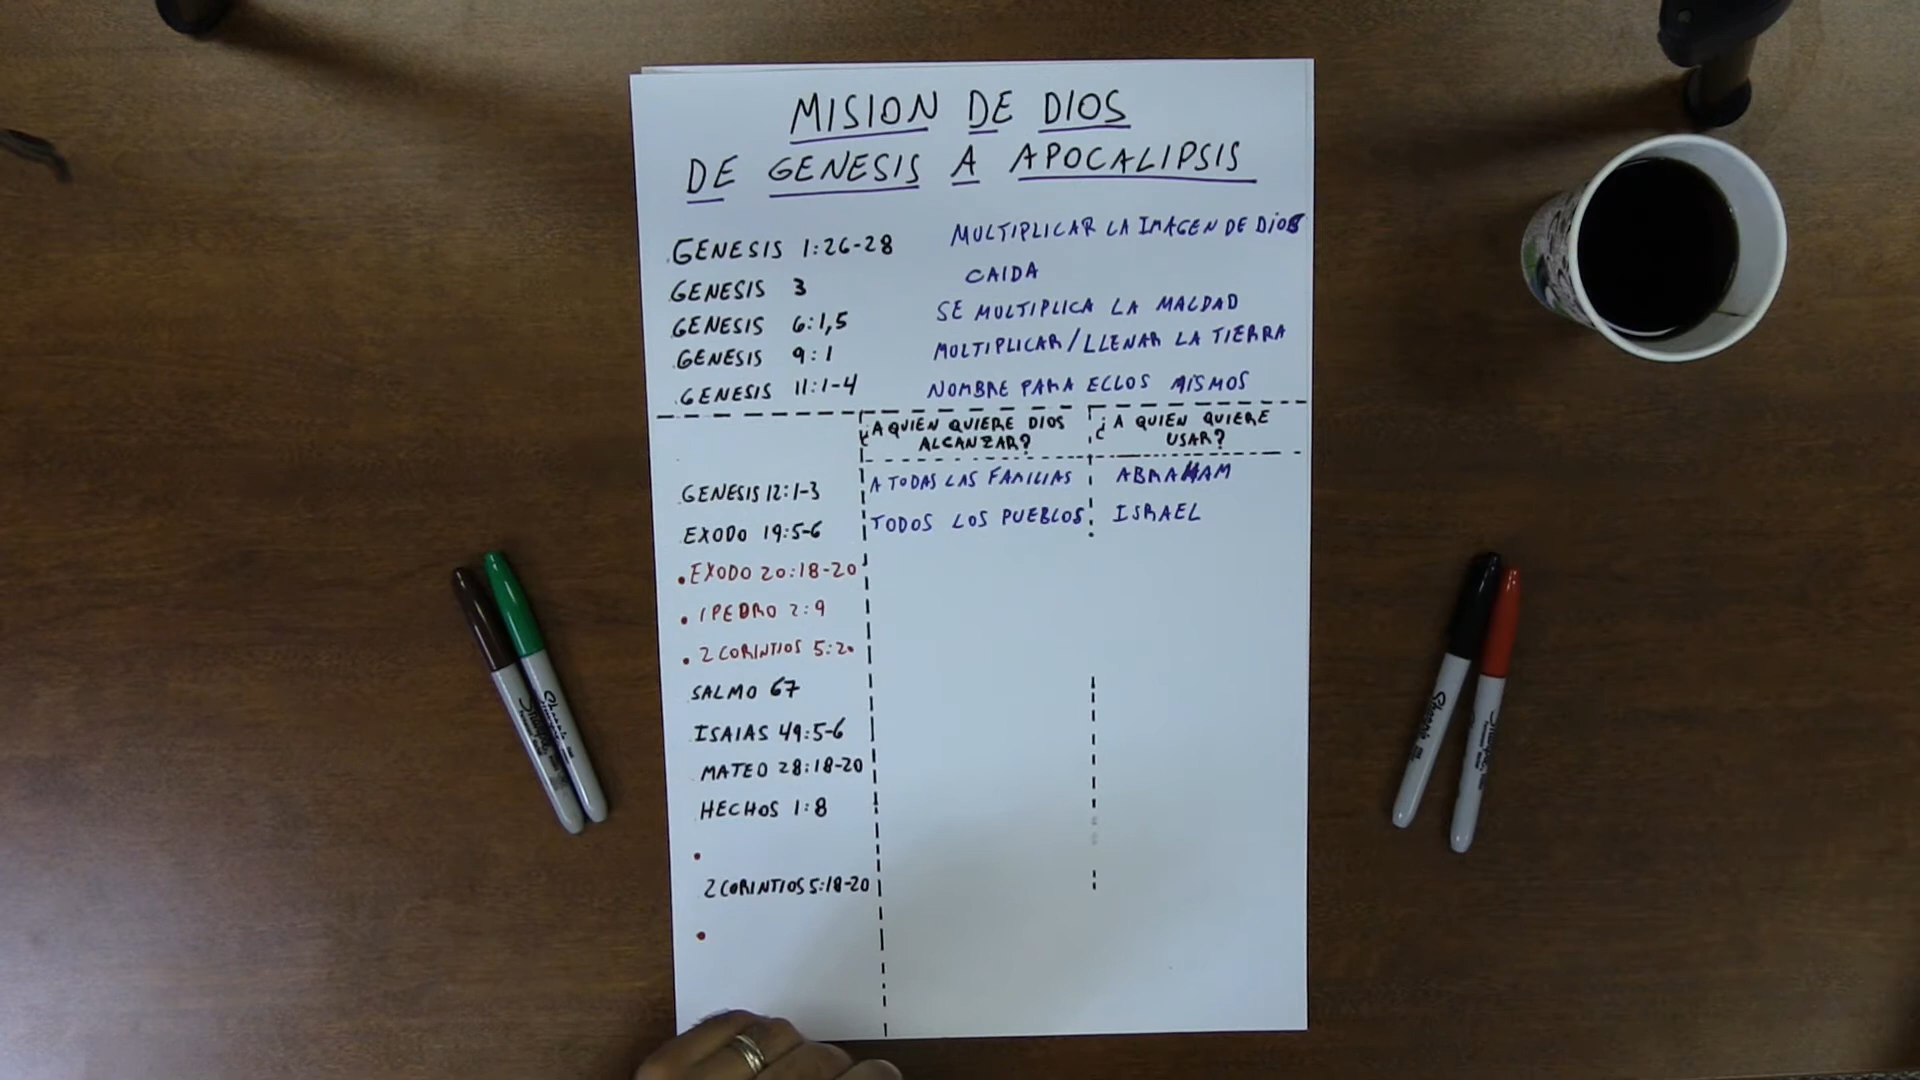 MISION DE DIOS
DE GENESIS A APOCALIPSIS
GENESIS 1:26-28 MULTIPLICAR LA IMAGEN DE DIOS
GENESIS 3 CAIDA
GENESIS 6:1,5 SE MULTIPLICA LA MALDAD
GENESIS 9:1 MULTIPLICAR/LLENAR LA TIERRA
GENESIS 11:1-4 NOMBRE PARA ELLOS MISMOS
¿A QUIEN QUIERE DIOS
ALCANZAR?
¿A QUIEN QUIERE
USAR?
GENESIS 12:1-3 A TODAS LAS FAMILIAS ABRAHAM
EXODO 19:5-6 TODOS LOS PUEBLOS ISRAEL
• EXODO 20:18-20
• 1 PEDRO 2:9
• 2 CORINTIOS 5:20
SALMO 67
ISAIAS 49:5-6
MATEO 28:18-20
HECHOS 1:8
•
2 CORINTIOS 5:18-20
•
Sharpie
Sharpie
Sharpie
Sharpie